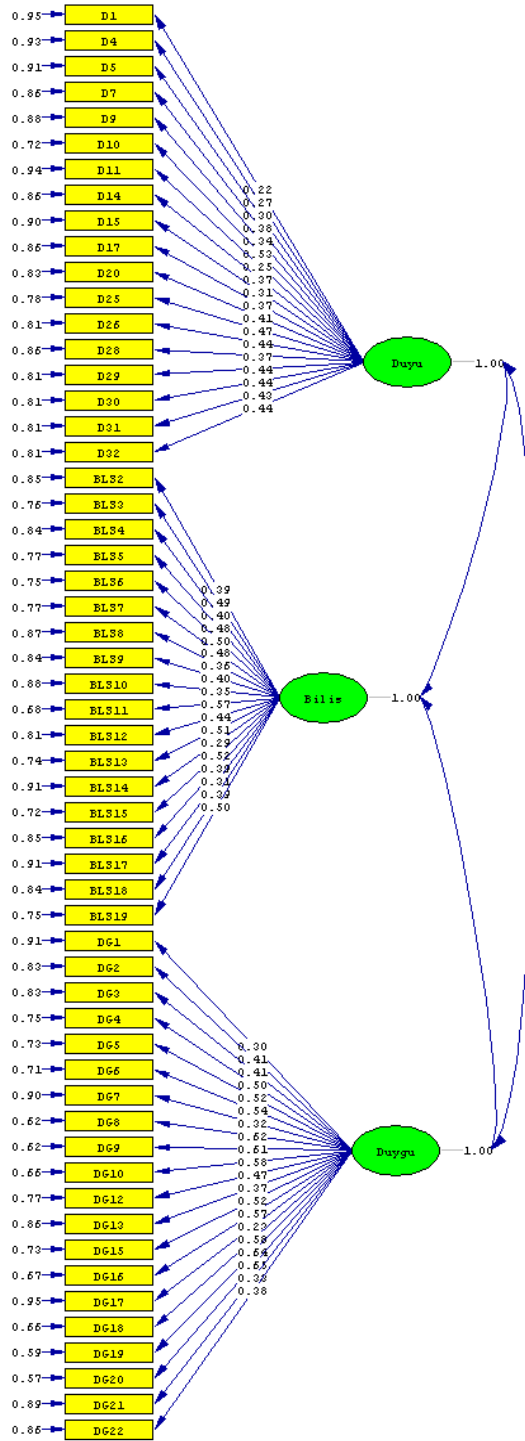 0.95 D1
0.93 D4
0.91 D5
0.86 D7
0.88 D9
0.72 D10
0.94 D11
0.86 D14
0.90 D15
0.86 D17
0.83 D20
0.78 D25
0.81 D26
0.86 D28
0.81 D29
0.81 D30
0.81 D31
0.81 D32
0.85 BLS2
0.76 BLS3
0.84 BLS4
0.77 BLS5
0.75 BLS6
0.77 BLS7
0.87 BLS8
0.84 BLS9
0.88 BLS10
0.68 BLS11
0.81 BLS12
0.74 BLS13
0.91 BLS14
0.72 BLS15
0.85 BLS16
0.91 BLS17
0.84 BLS18
0.75 BLS19
0.91 DG1
0.83 DG2
0.83 DG3
0.75 DG4
0.73 DG5
0.71 DG6
0.90 DG7
0.62 DG8
0.62 DG9
0.66 DG10
0.77 DG12
0.86 DG13
0.73 DG15
0.67 DG16
0.95 DG17
0.66 DG18
0.59 DG19
0.57 DG20
0.89 DG21
0.86 DG22
0.22
0.27
0.30
0.38
0.34
0.53
0.25
0.37
0.31
0.37
0.41
0.47
0.44
0.37
0.44
0.44
0.43
0.44
Duyu 1.00
0.39
0.49
0.40
0.48
0.50
0.48
0.36
0.40
0.35
0.57
0.44
0.51
0.29
0.52
0.39
0.31
0.39
0.50
Bilis 1.00
0.30
0.41
0.41
0.50
0.52
0.54
0.32
0.62
0.61
0.58
0.47
0.37
0.52
0.57
0.23
0.58
0.64
0.65
0.33
0.38
Duygu 1.00